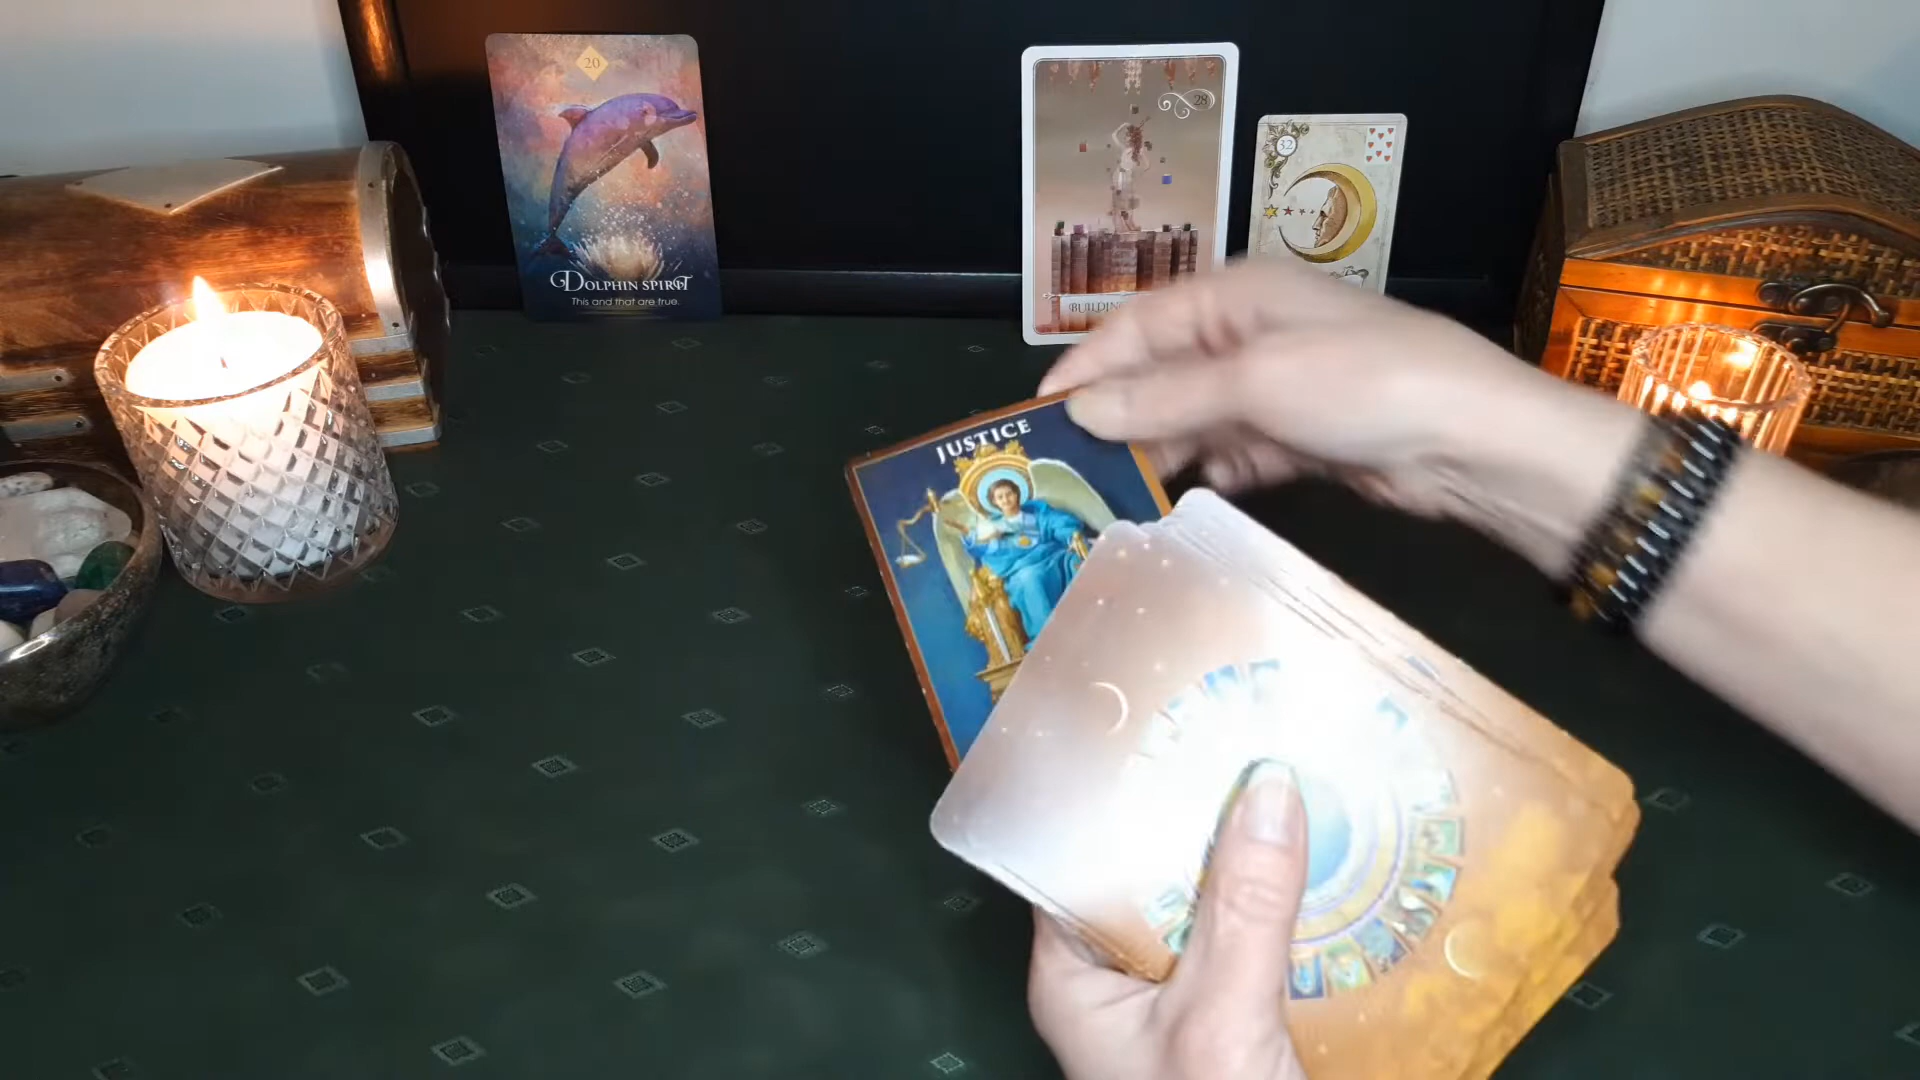 20
DOLPHIN SPIRIT
This and that are true.
28
32
JUSTICE